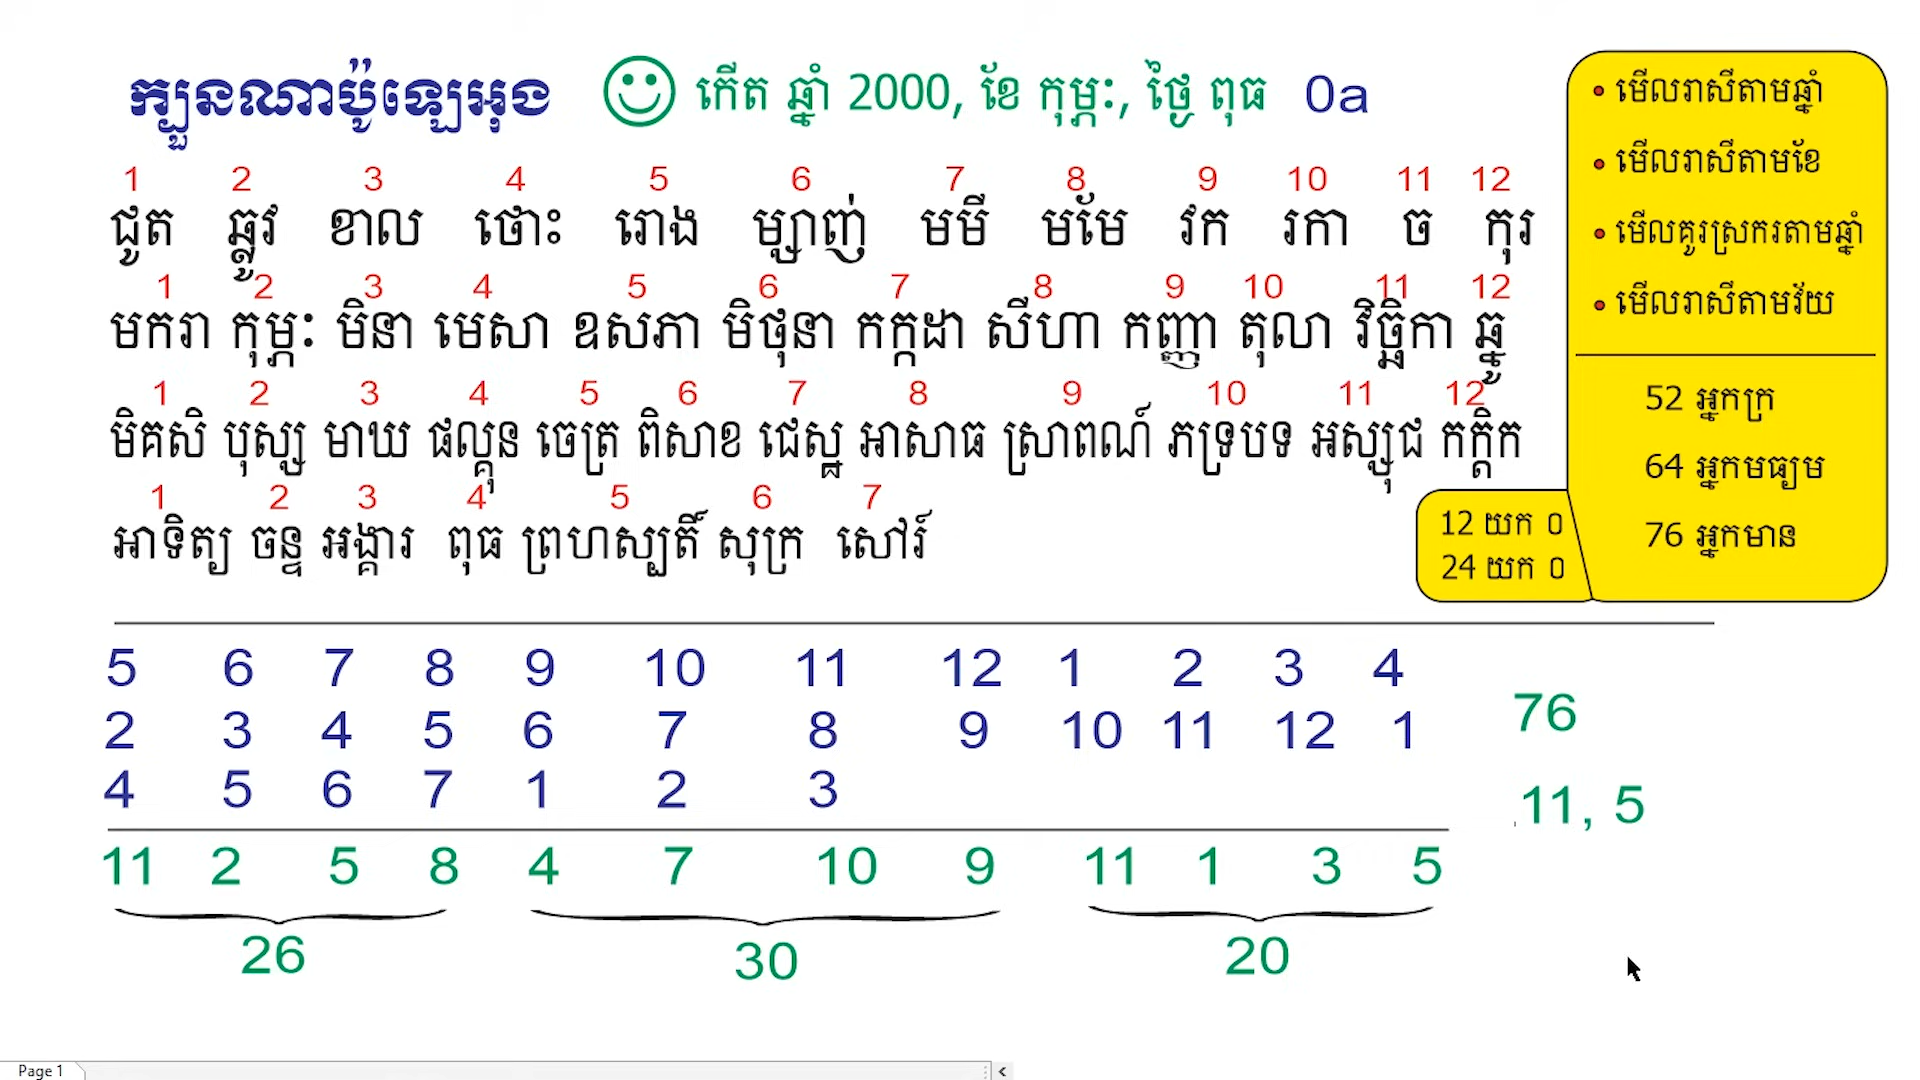 ក្បួនណាប៉ូឡេអុង កើត ឆ្នាំ 2000, ខែ កុម្ភៈ, ថ្ងៃ ពុធ 0a
1 2 3 4 5 6 7 8 9 10 11 12
ជូត ឆ្លូវ ខាល ថោះ រោង ម្សាញ់ មមី មមែ វក រកា ច កុរ
1 2 3 4 5 6 7 8 9 10 11 12
មករា កុម្ភៈ មិនា មេសា ឧសភា មិថុនា កក្កដា សីហា កញ្ញា តុលា វិច្ឆិកា ឆ្នូ
1 2 3 4 5 6 7 8 9 10 11 12
មិគសិ បុស្ស មាឃ ផល្គុន ចេត្រ ពិសាខ ជេស្ឋ អាសាធ ស្រាពណ៍ ភទ្របទ អស្សុជ កក្តិក
1 2 3 4 5 6 7
អាទិត្យ ចន្ទ អង្គារ ពុធ ព្រហស្បតិ៍ សុក្រ សៅរ៍
• មើលរាសីតាមឆ្នាំ
• មើលរាសីតាមខែ
• មើលគូរស្រករតាមឆ្នាំ
• មើលរាសីតាមវ័យ
52 អ្នកក្រ
64 អ្នកមធ្យម
76 អ្នកមាន
12 យក ០
24 យក ០
5 6 7 8 9 10 11 12 1 2 3 4
2 3 4 5 6 7 8 9 10 11 12 1
4 5 6 7 1 2 3
76
11, 5
11 2 5 8 4 7 10 9 11 1 3 5
26 30 20
Page 1